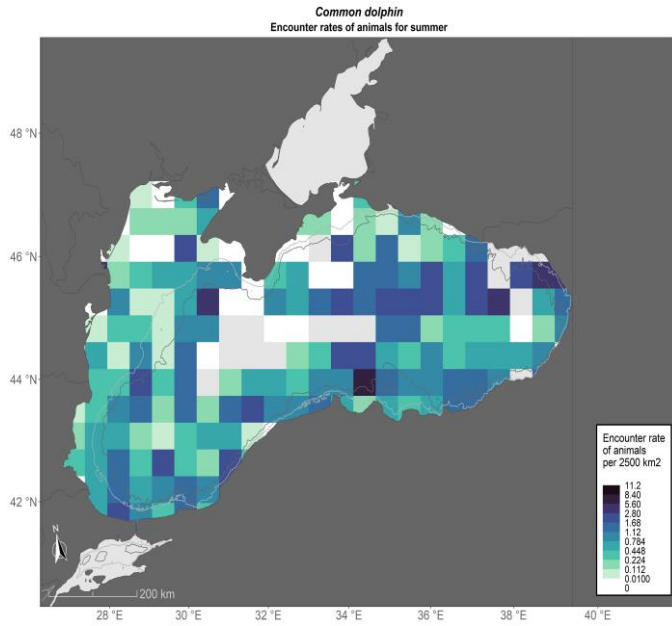 Common dolphin
Encounter rates of animals for summer
48 °N
46 °N
44 °N
42 °N
N
200 km
28 °E 30 °E 32 °E 34 °E 36 °E 38 °E 40 °E
Encounter rate
of animals
per 2500 km2
11.2
8.40
5.60
2.80
1.68
1.12
0.784
0.448
0.224
0.112
0.0100
0